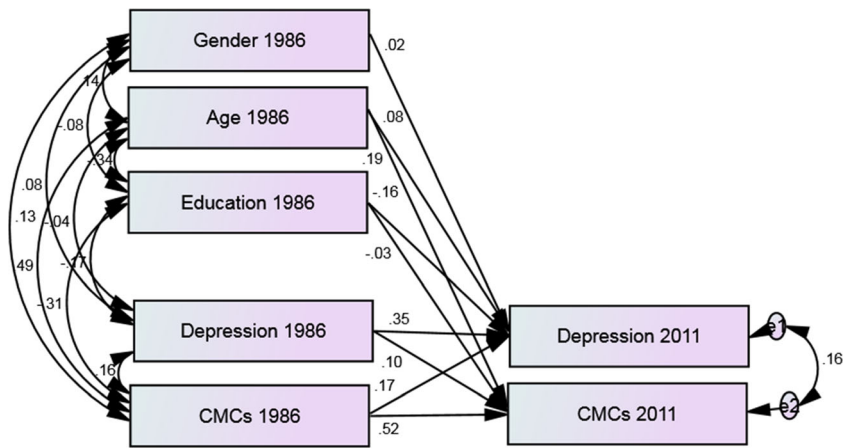 Gender 1986
.02
14
Age 1986
.08
-.08
-.34
.19
Education 1986
-.16
.08
.13
-.04
-.03
49
-.17
-.31
Depression 1986
.35
Depression 2011
e1
.16
.10
.16
.17
CMCs 1986
.52
CMCs 2011
e2